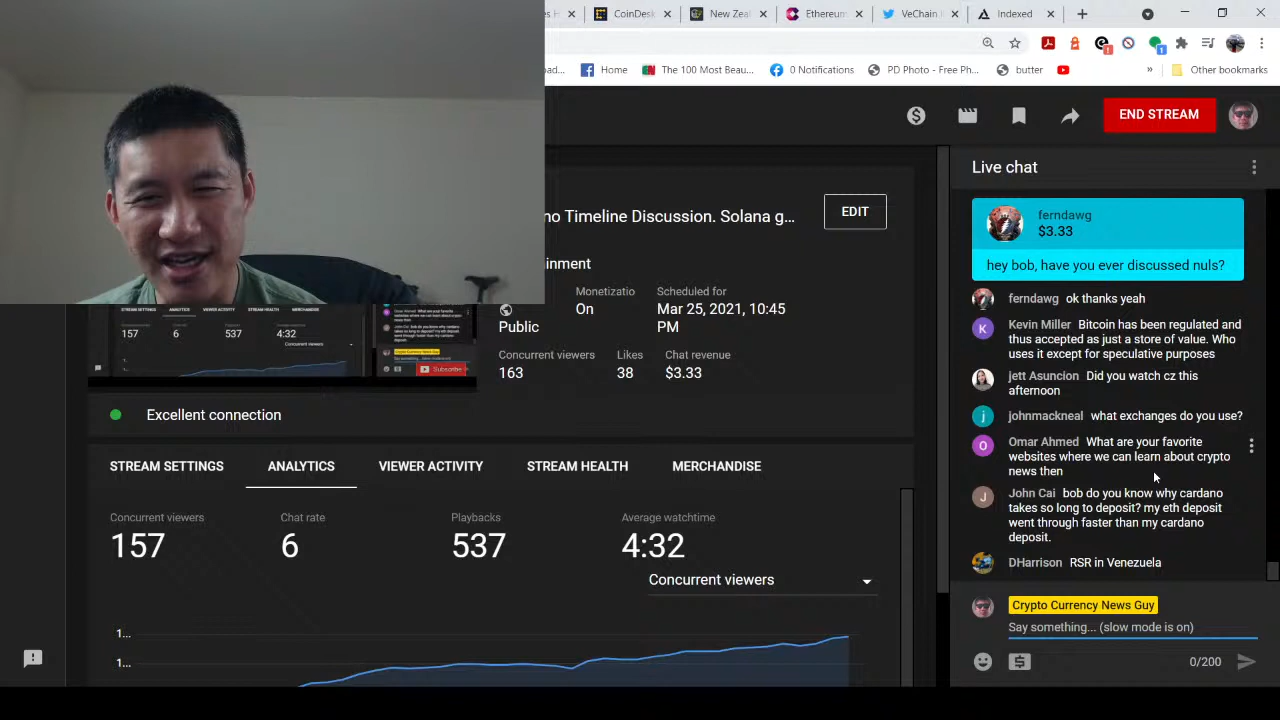 CoinDesk
New Zeal
Ethereum
VeChain I
Indexed
oad...
Home
The 100 Most Beau...
0 Notifications
PD Photo - Free Ph...
butter
»
Other bookmarks
END STREAM
no Timeline Discussion. Solana g...
EDIT
ainment
Monetizatio
On
Scheduled for
Mar 25, 2021, 10:45
PM
Public
Concurrent viewers
163
Likes
38
Chat revenue
$3.33
4:32
Subscribe
Excellent connection
STREAM SETTINGS
ANALYTICS
VIEWER ACTIVITY
STREAM HEALTH
MERCHANDISE
Concurrent viewers
157
Chat rate
6
Playbacks
537
Average watchtime
4:32
Concurrent viewers
1...
1...
Live chat
ferndawg
$3.33
hey bob, have you ever discussed nuls?
ferndawg ok thanks yeah
K
Kevin Miller Bitcoin has been regulated and
thus accepted as just a store of value. Who
uses it except for speculative purposes
jett Asuncion Did you watch cz this
afternoon
j
johnmackneal what exchanges do you use?
O
Omar Ahmed What are your favorite
websites where we can learn about crypto
news then
J
John Cai bob do you know why cardano
takes so long to deposit? my eth deposit
went through faster than my cardano
deposit.
DHarrison RSR in Venezuela
Crypto Currency News Guy
Say something... (slow mode is on)
0/200